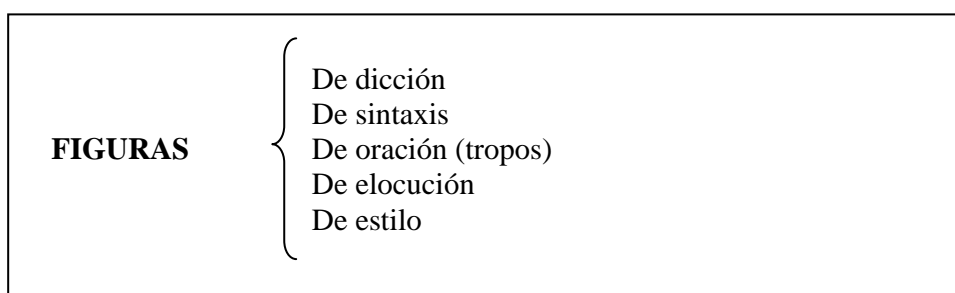 De dicción
De sintaxis
FIGURAS De oración (tropos)
De elocución
De estilo